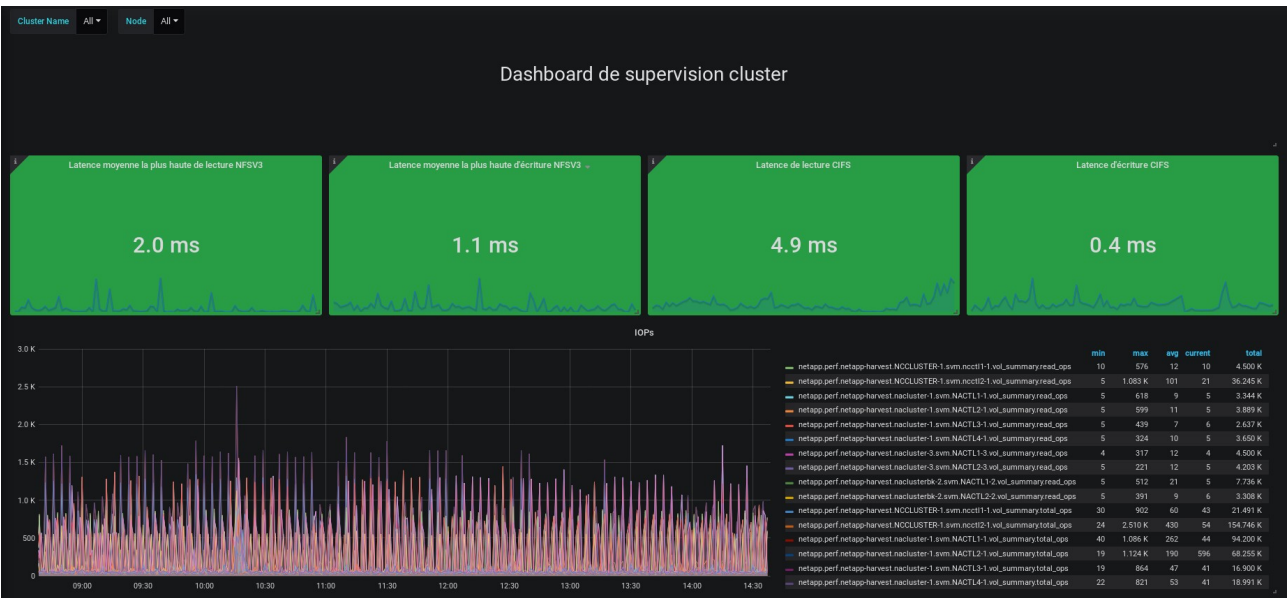 Cluster Name All Node All
Dashboard de supervision cluster
Latence moyenne la plus haute de lecture NFSV3
2.0 ms
Latence moyenne la plus haute d'écriture NFSV3
1.1 ms
Latence de lecture CIFS
4.9 ms
Latence d'écriture CIFS
0.4 ms
IOPs
3.0 K
2.5 K
2.0 K
1.5 K
1.0 K
500
0
09:00 09:30 10:00 10:30 11:00 11:30 12:00 12:30 13:00 13:30 14:00 14:30
min max avg current total
netapp.perf.netapp-harvest.NCCLUSTER-1.svm.ncctl1-1.vol_summary.read_ops 10 576 12 10 4.500 K
netapp.perf.netapp-harvest.NCCLUSTER-1.svm.ncctl2-1.vol_summary.read_ops 5 1.083 K 101 21 36.245 K
netapp.perf.netapp-harvest.nacluster-1.svm.NACTL1-1.vol_summary.read_ops 5 618 9 5 3.344 K
netapp.perf.netapp-harvest.nacluster-1.svm.NACTL2-1.vol_summary.read_ops 5 599 11 5 3.889 K
netapp.perf.netapp-harvest.nacluster-1.svm.NACTL3-1.vol_summary.read_ops 5 439 7 6 2.637 K
netapp.perf.netapp-harvest.nacluster-1.svm.NACTL4-1.vol_summary.read_ops 5 324 10 5 3.650 K
netapp.perf.netapp-harvest.nacluster-3.svm.NACTL1-3.vol_summary.read_ops 4 317 12 4 4.500 K
netapp.perf.netapp-harvest.nacluster-3.svm.NACTL2-3.vol_summary.read_ops 5 221 12 5 4.203 K
netapp.perf.netapp-harvest.naclusterbk-2.svm.NACTL1-2.vol_summary.read_ops 5 512 21 5 7.736 K
netapp.perf.netapp-harvest.naclusterbk-2.svm.NACTL2-2.vol_summary.read_ops 5 391 9 6 3.308 K
netapp.perf.netapp-harvest.NCCLUSTER-1.svm.ncctl1-1.vol_summary.total_ops 30 902 60 43 21.491 K
netapp.perf.netapp-harvest.NCCLUSTER-1.svm.ncctl2-1.vol_summary.total_ops 24 2.510 K 430 54 154.746 K
netapp.perf.netapp-harvest.nacluster-1.svm.NACTL1-1.vol_summary.total_ops 40 1.086 K 262 44 94.200 K
netapp.perf.netapp-harvest.nacluster-1.svm.NACTL2-1.vol_summary.total_ops 19 1.124 K 190 596 68.255 K
netapp.perf.netapp-harvest.nacluster-1.svm.NACTL3-1.vol_summary.total_ops 19 864 47 41 16.900 K
netapp.perf.netapp-harvest.nacluster-1.svm.NACTL4-1.vol_summary.total_ops 22 821 53 41 18.991 K